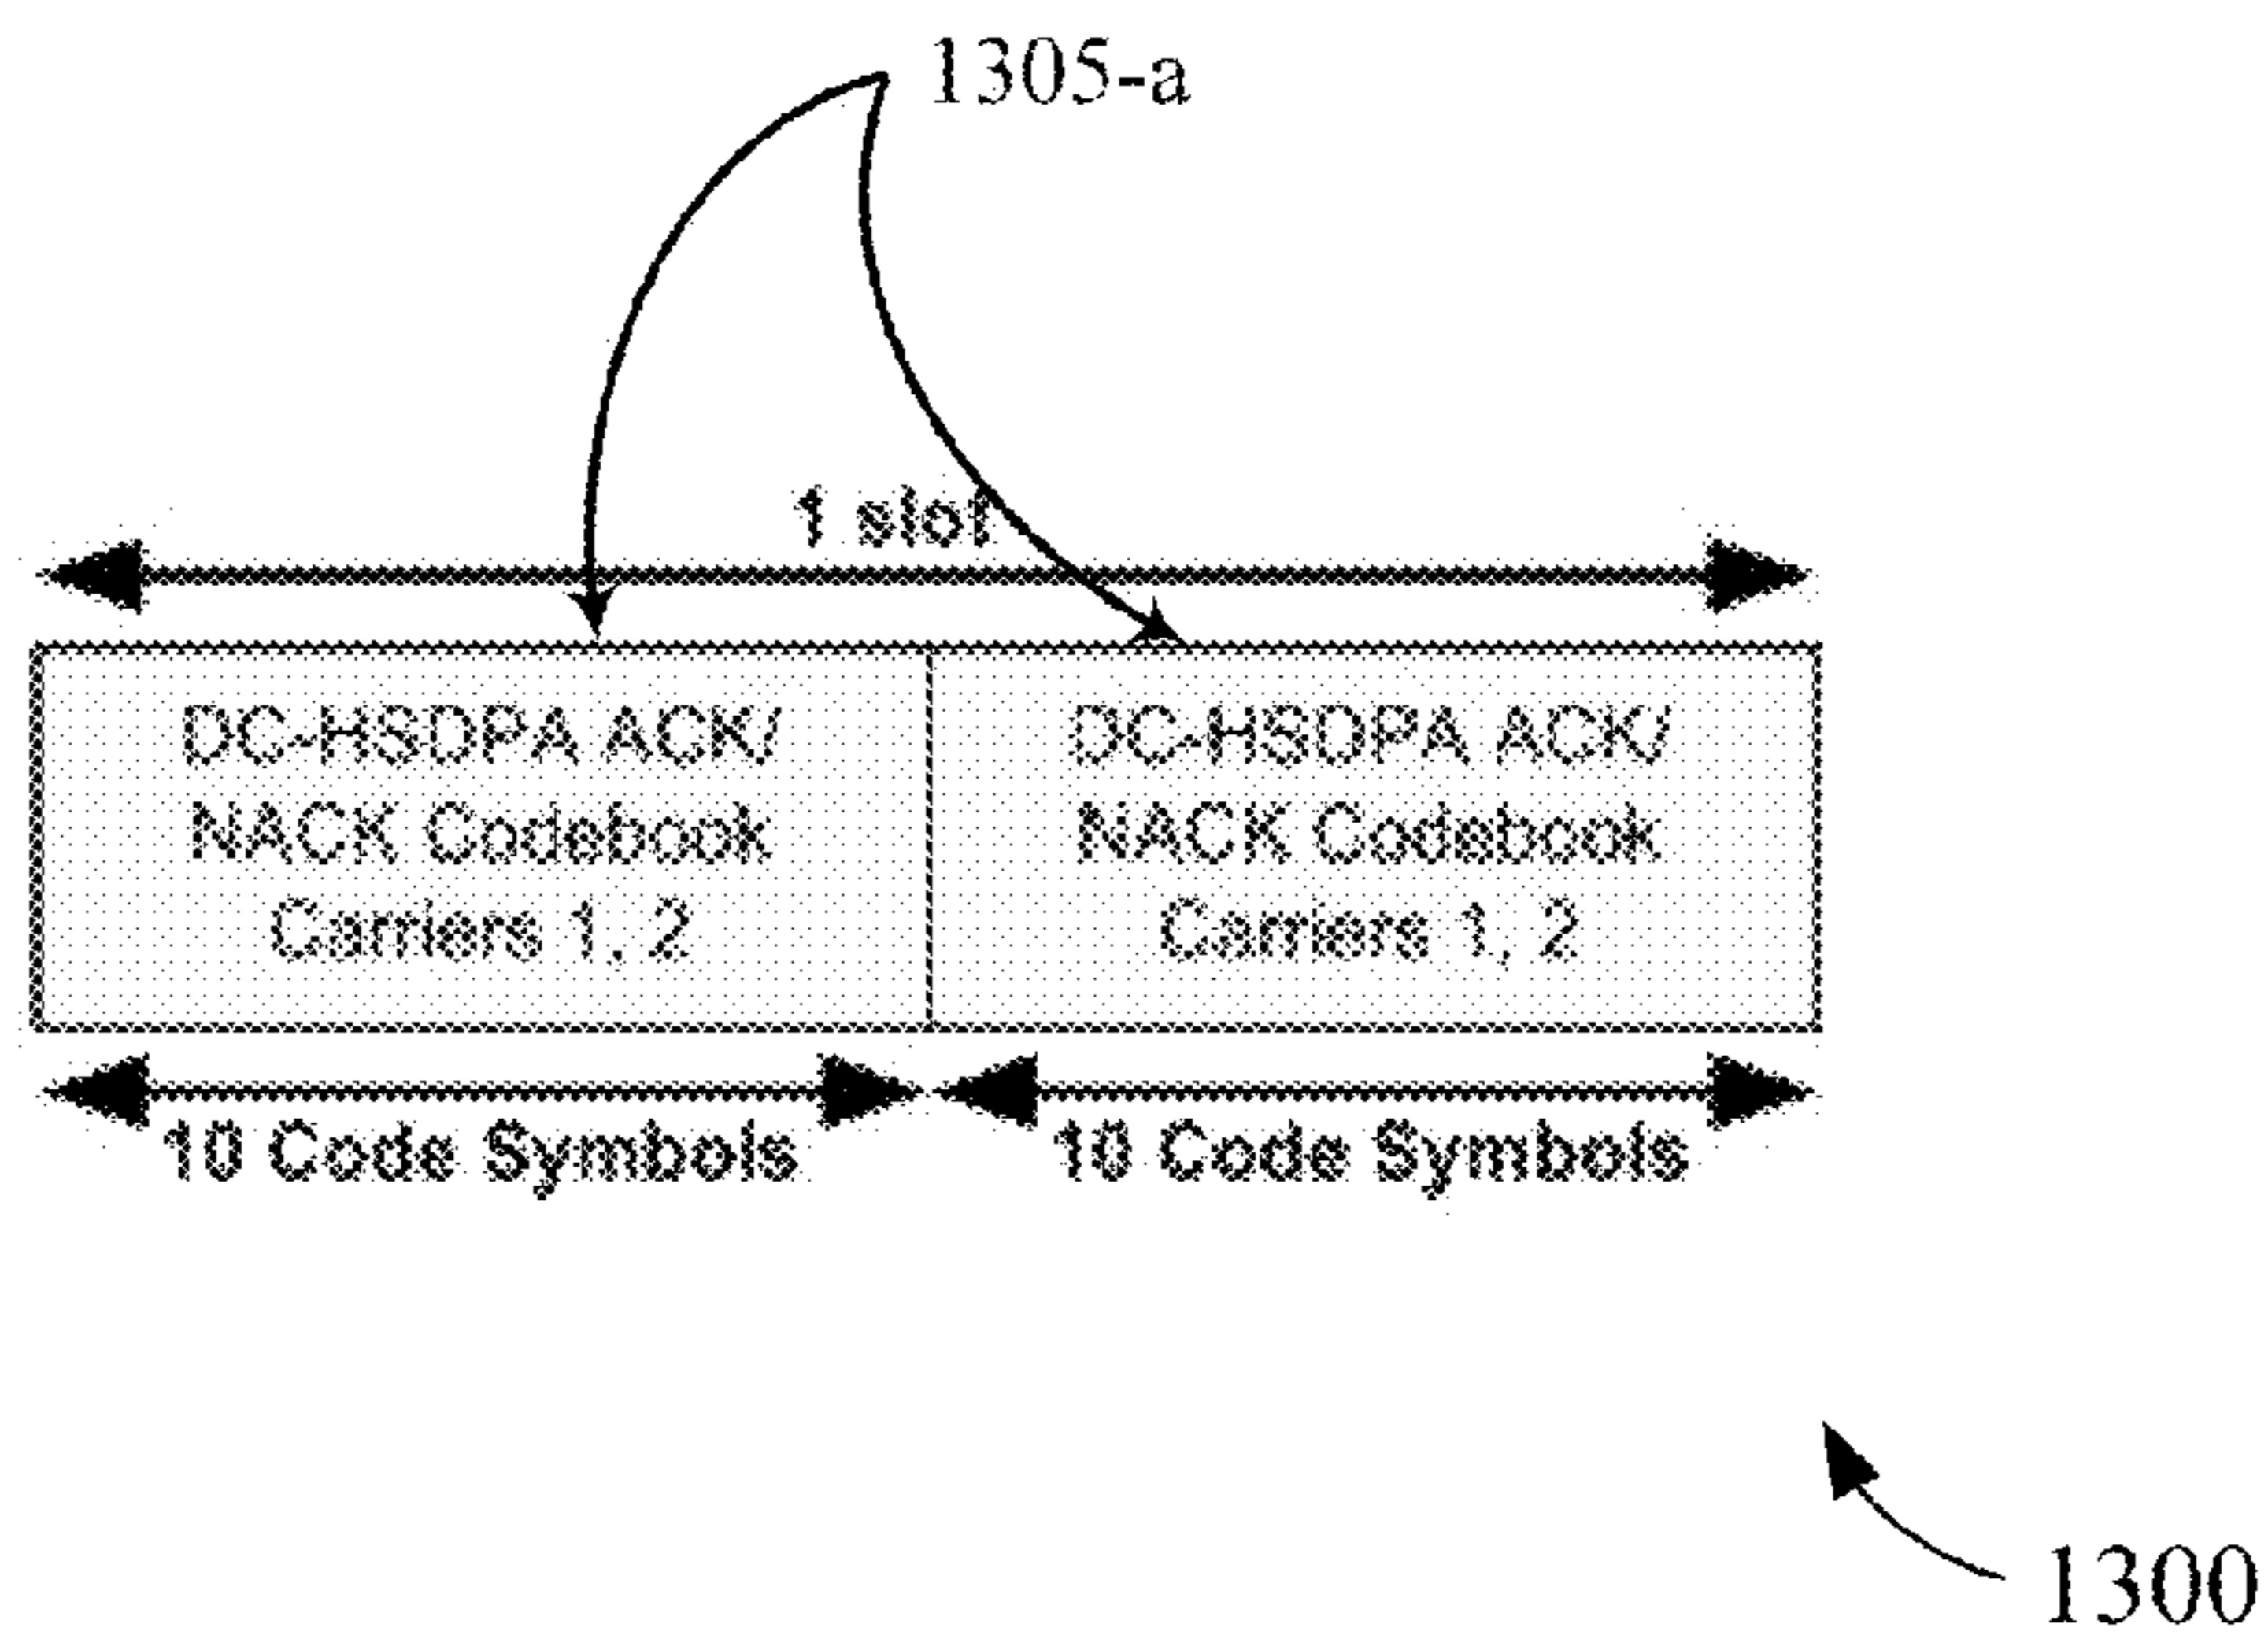 1305-a
1 slot
DC-HSDPA ACK/
NACK Codebook
Carriers 1, 2
DC-HSDPA ACK/
NACK Codebook
Carriers 1, 2
10 Code Symbols
10 Code Symbols
1300